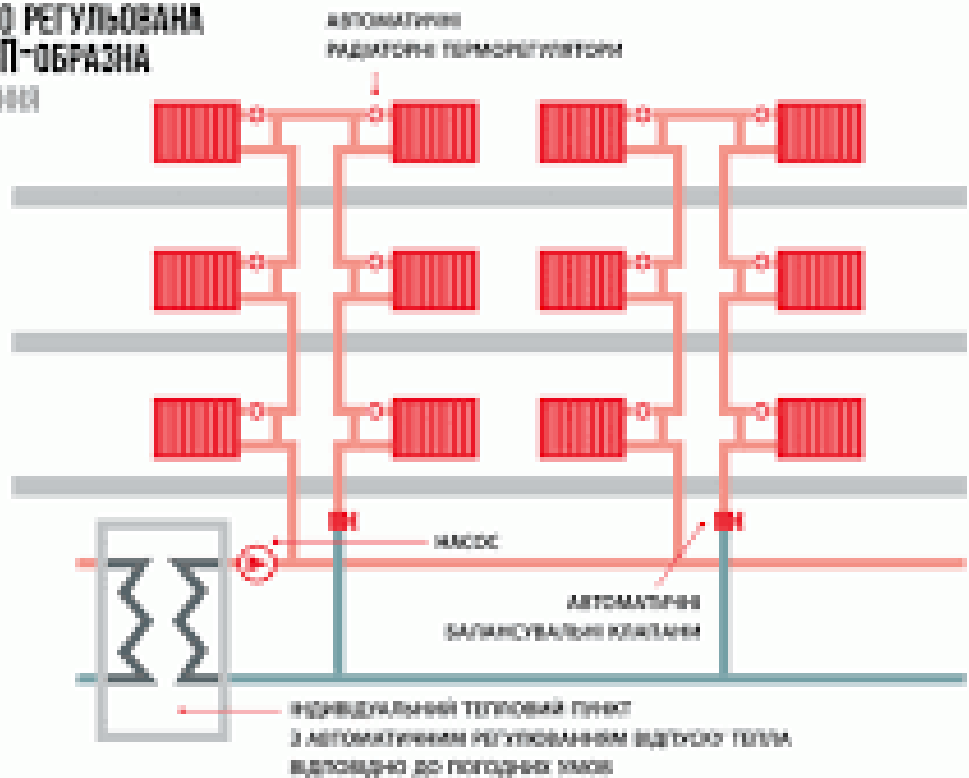 О РЕГУЛЬОВАНА
П-ОБРАЗНА
АВТОМАТИЧНІ
РАДІАТОРНІ ТЕРМОРЕГУЛЯТОРИ
НАСОС
АВТОМАТИЧНІ
БАЛАНСУВАЛЬНІ КЛАПАНИ
ІНДИВІДУАЛЬНИЙ ТЕПЛОВИЙ ПУНКТ
З АВТОМАТИЧНИМ РЕГУЛЮВАННЯМ ВІДПУСКУ ТЕПЛА
ВІДПОВІДНО ДО ПОГОДНИХ УМОВ